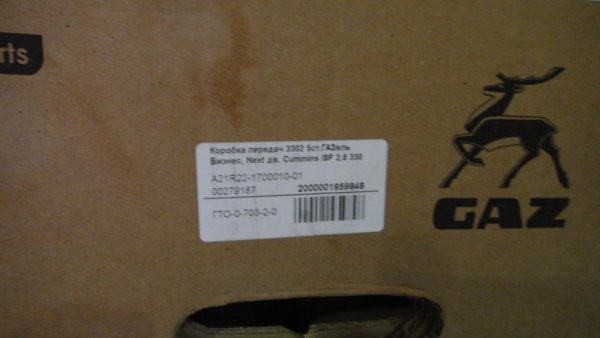 rts
Коробка передач 3302 5ст.ГАЗель
Бизнес, Next дв. Cummins ISF 2.8 330
A21R22-1700010-01
00279187 2000001959848
ГТО-0-703-2-0
GAZ